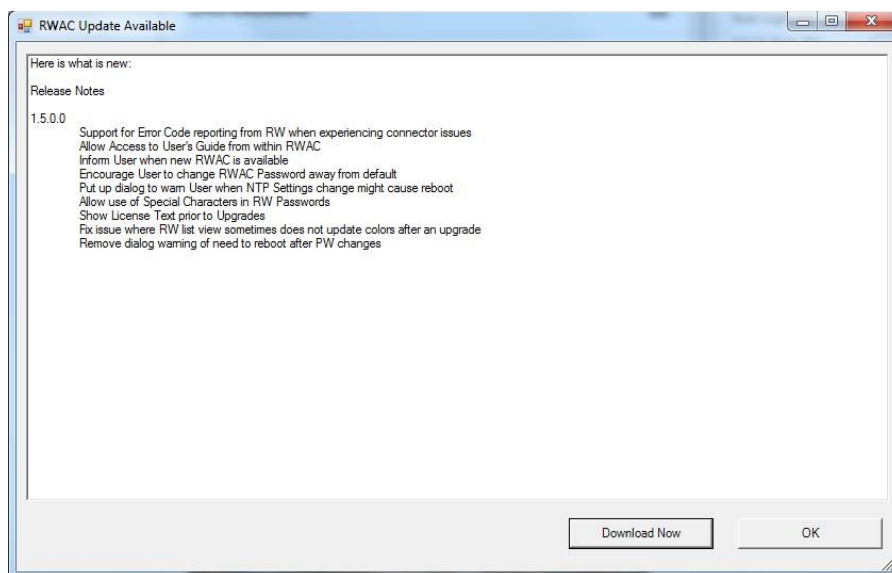 RWAC Update Available
Here is what is new:
Release Notes
1.5.0.0
Support for Error Code reporting from RW when experiencing connector issues
Allow Access to User's Guide from within RWAC
Inform User when new RWAC is available
Encourage User to change RWAC Password away from default
Put up dialog to warn User when NTP Settings change might cause reboot
Allow use of Special Characters in RW Passwords
Show License Text prior to Upgrades
Fix issue where RW list view sometimes does not update colors after an upgrade
Remove dialog warning of need to reboot after PW changes
Download Now
OK